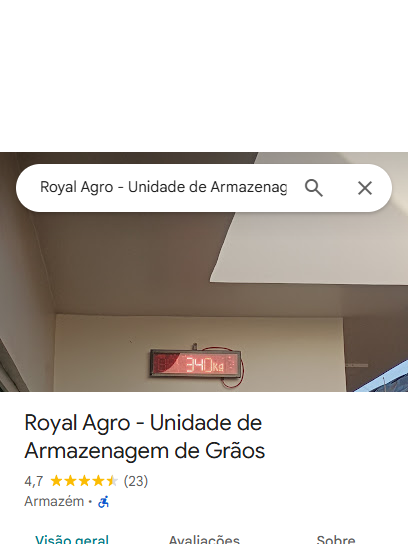 Royal Agro - Unidade de Armazenag
340KG
Royal Agro - Unidade de
Armazenagem de Grãos
4,7 (23)
Armazém ·
Visão geral Avaliações Sobre